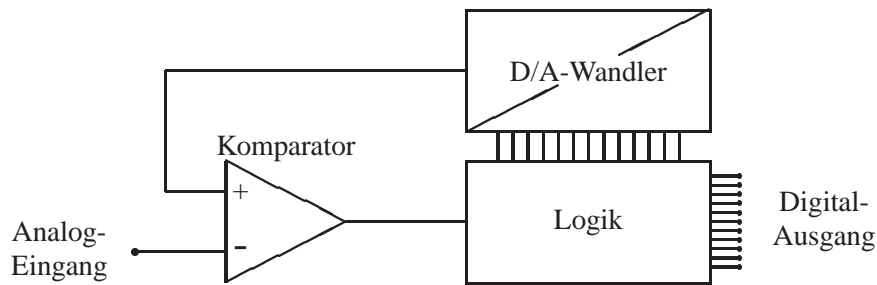 D/A-Wandler
Komparator
+
-
Logik
Analog-
Eingang
Digital-
Ausgang